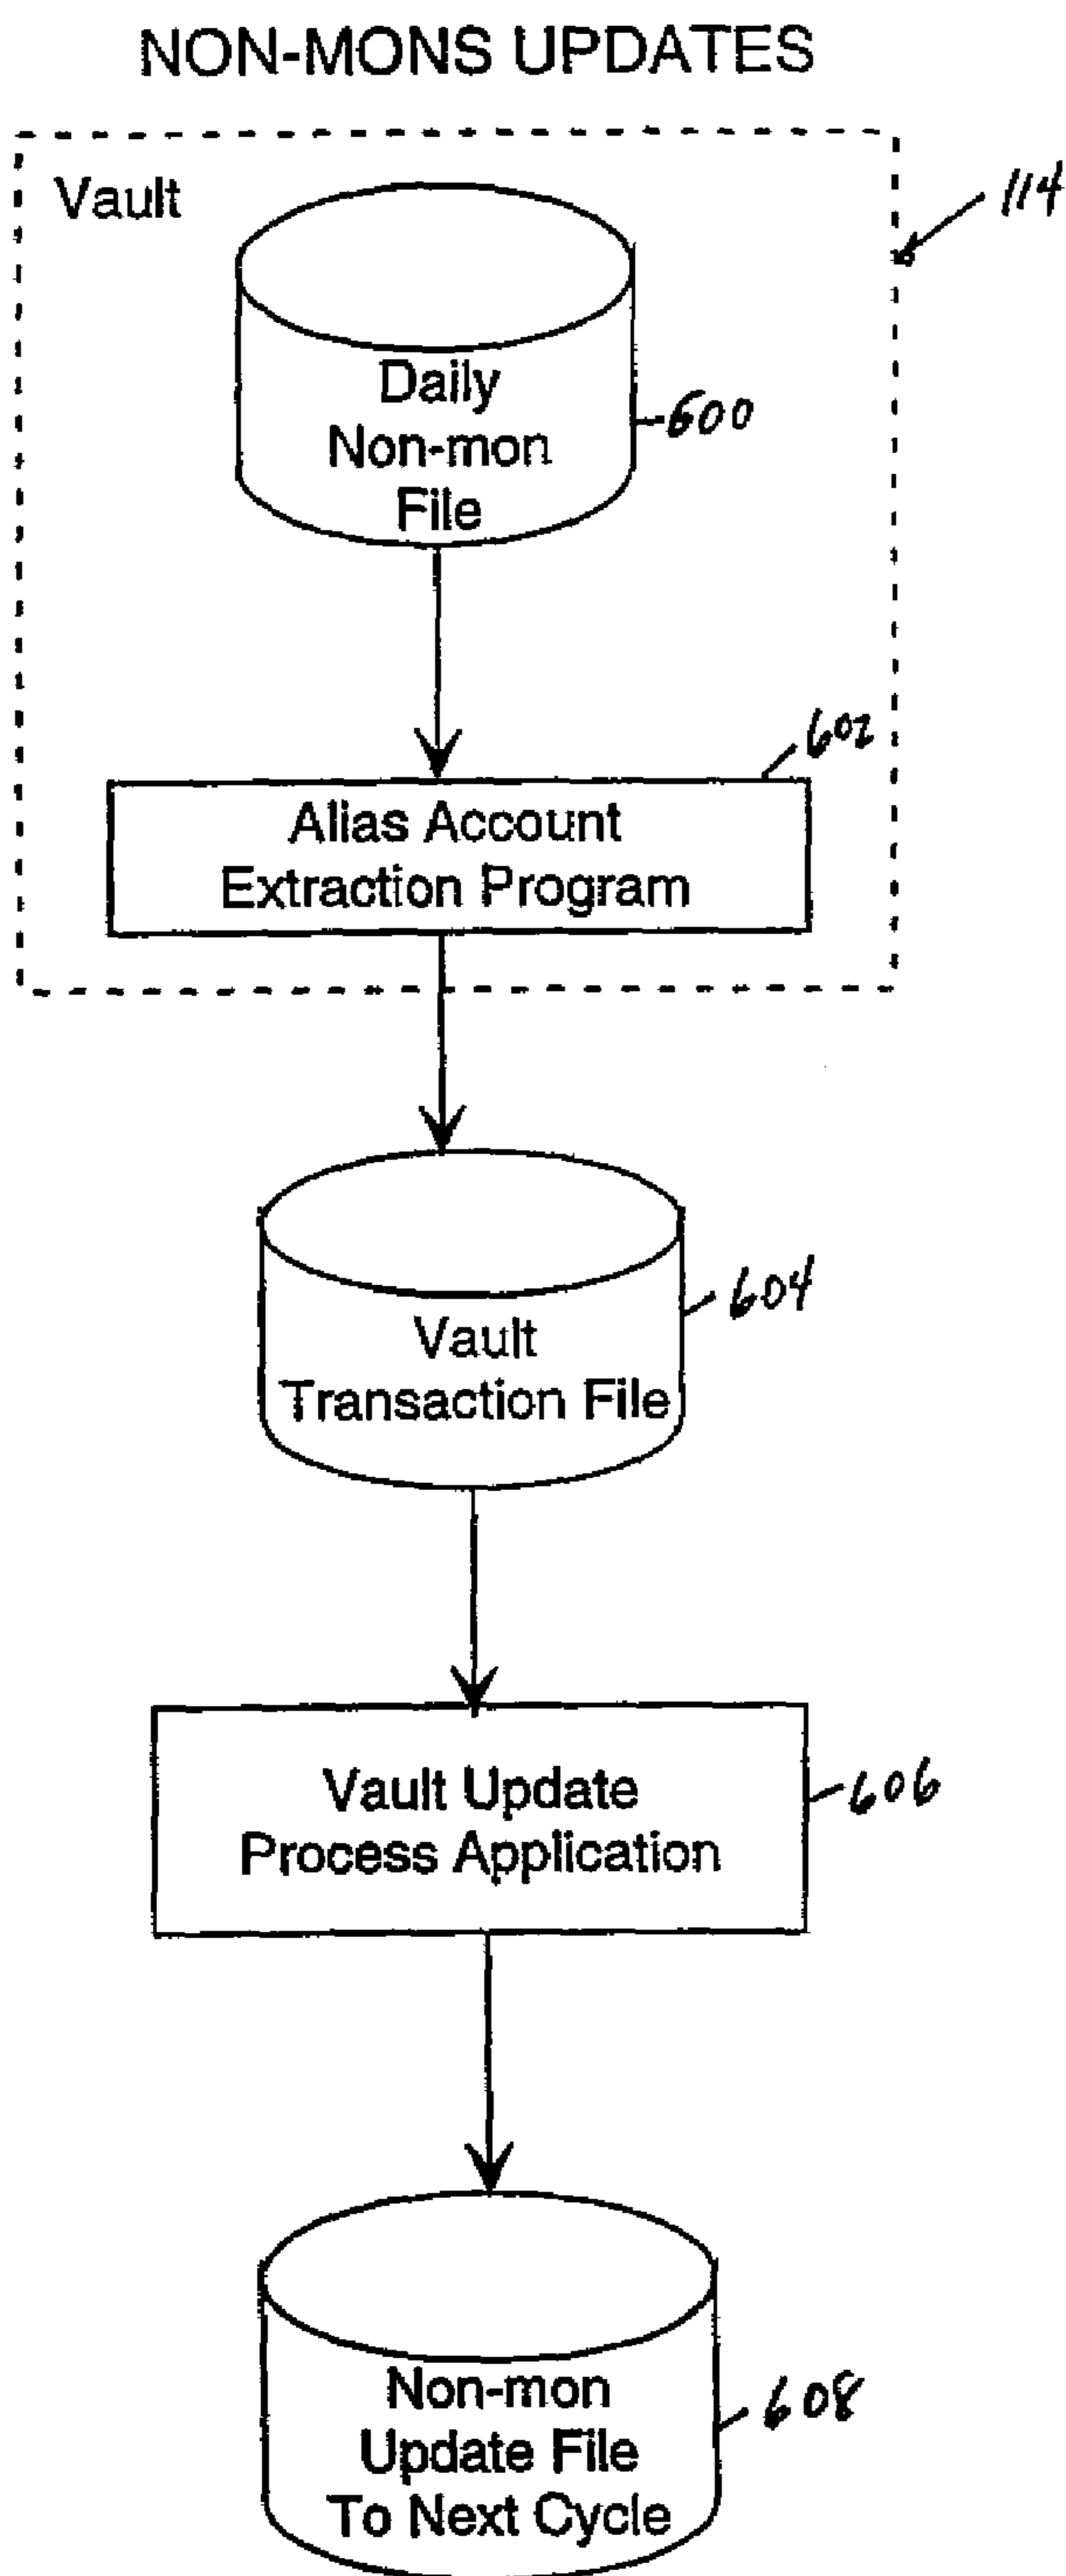 NON-MONS UPDATES
Vault
114
Daily
Non-mon
File
600
602
Alias Account
Extraction Program
604
Vault
Transaction File
Vault Update
Process Application
606
Non-mon
Update File
To Next Cycle
608